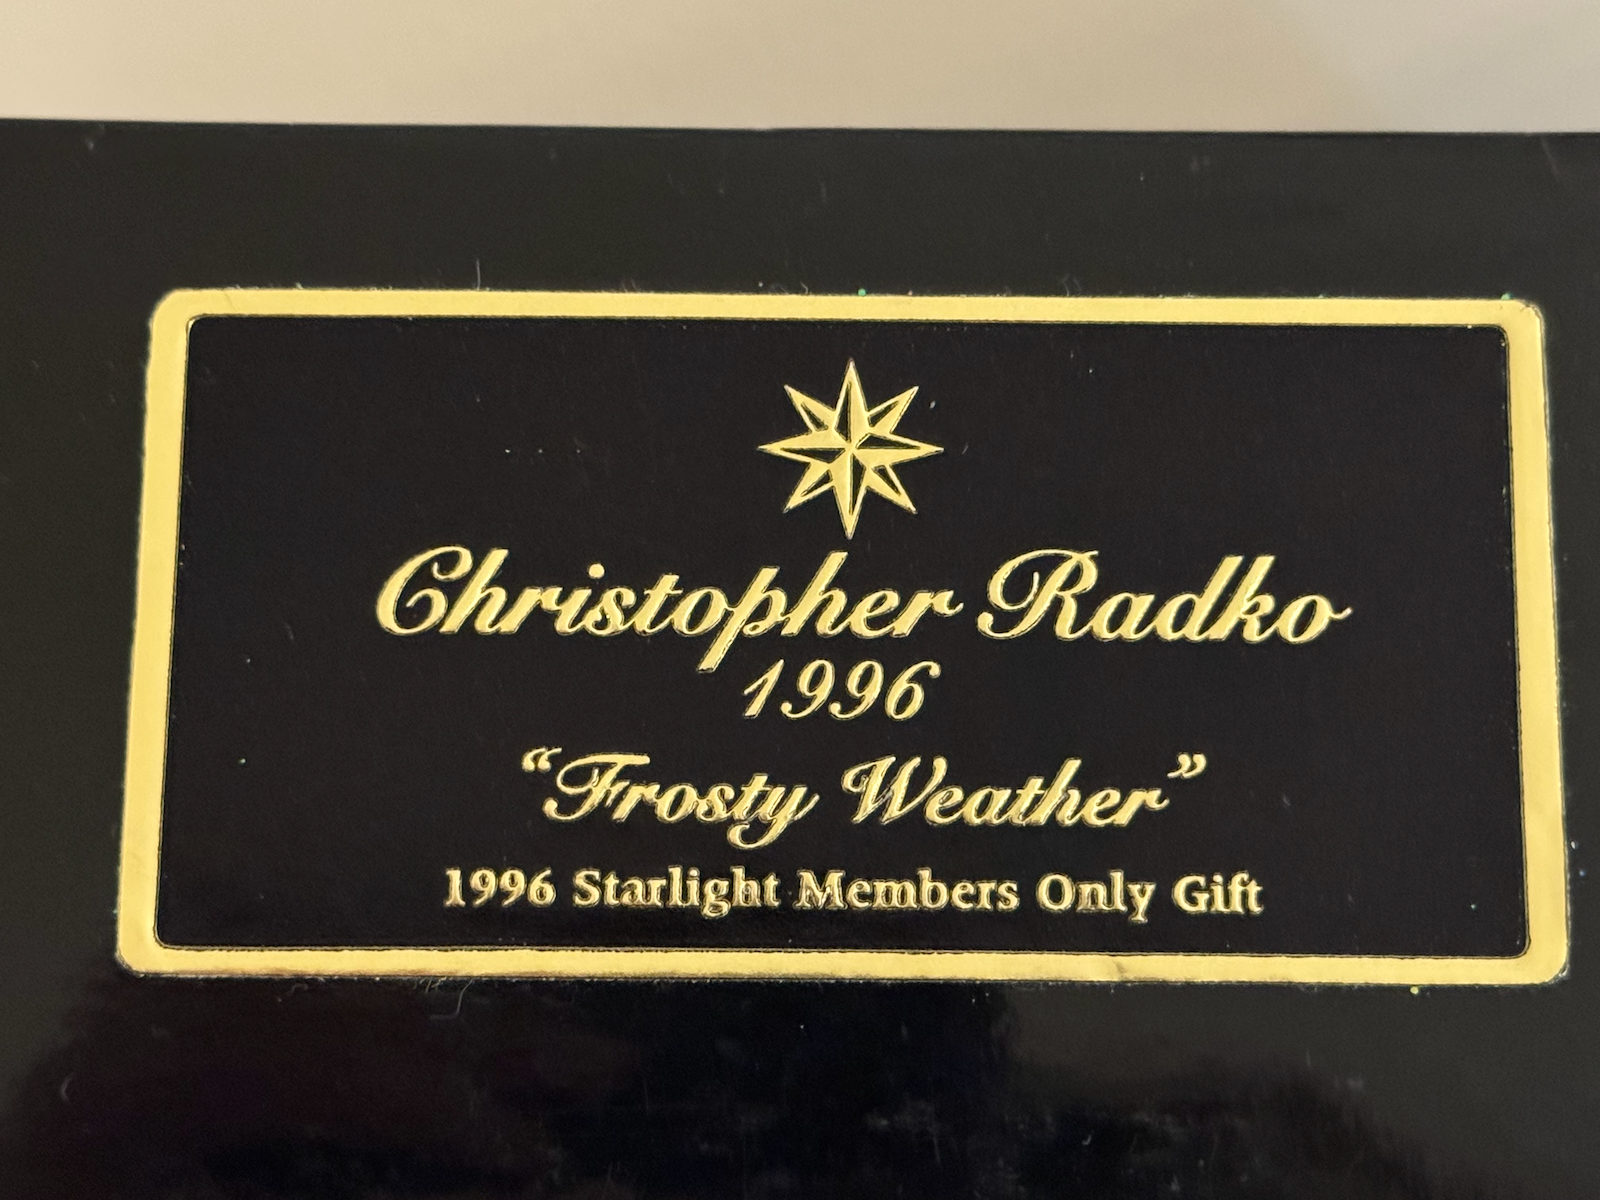 Christopher Radko
1996
“Frosty Weather”
1996 Starlight Members Only Gift